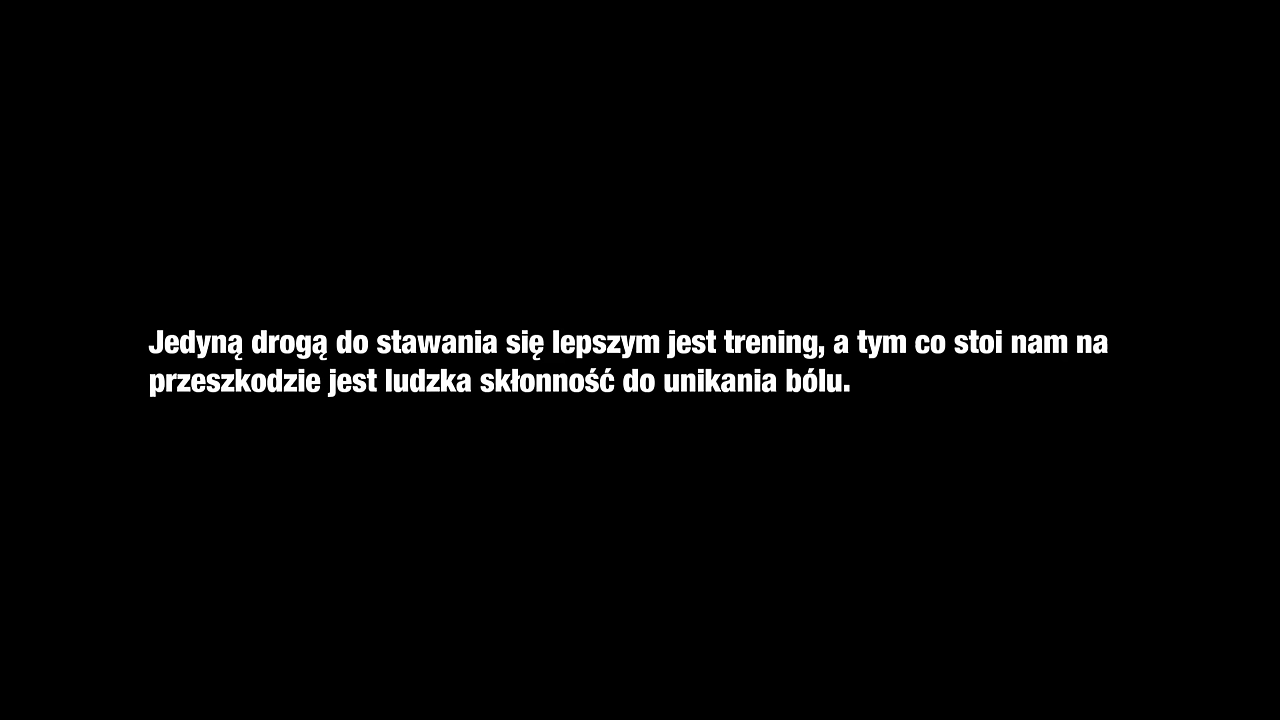 Jedyną drogą do stawania się lepszym jest trening, a tym co stoi nam na
przeszkodzie jest ludzka skłonność do unikania bólu.